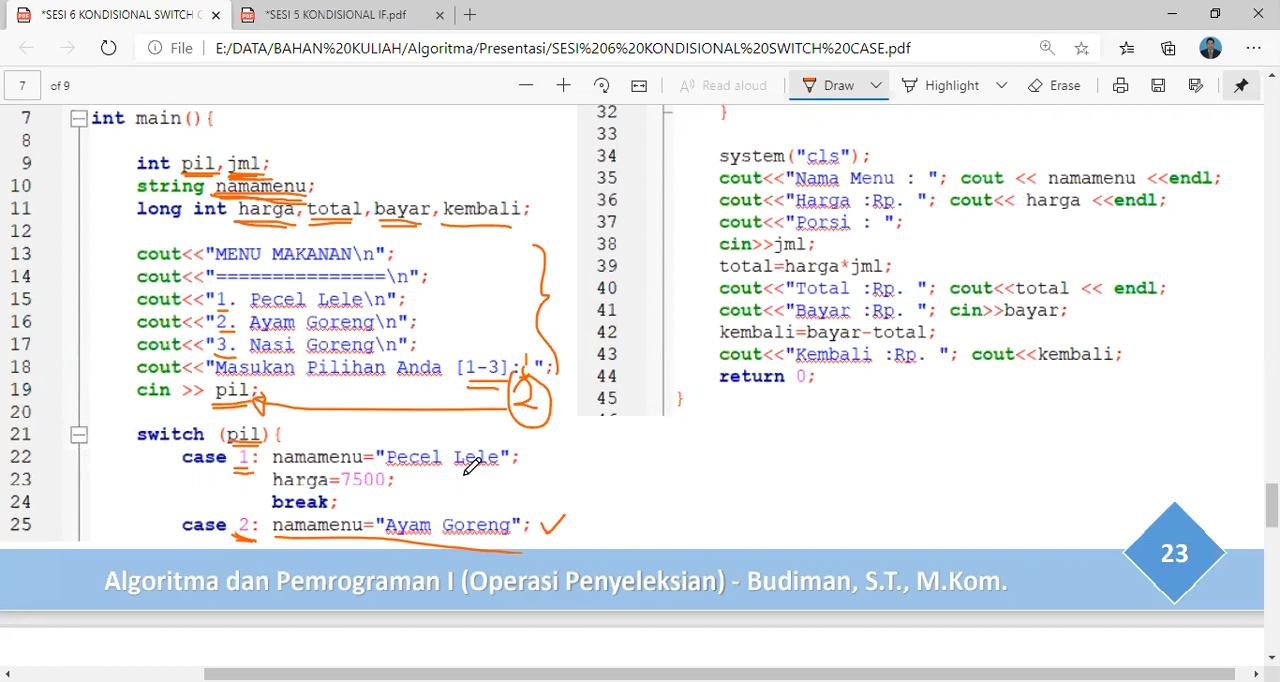 *SESI 6 KONDISIONAL SWITCH C
*SESI 5 KONDISIONAL IF.pdf
File
E:/DATA/BAHAN%20KULIAH/Algoritma/Presentasi/SESI%206%20KONDISIONAL%20SWITCH%20CASE.pdf
7 of 9
Read aloud
Draw
Highlight
Erase
7 int main(){
8
9 int pil,jml;
10 string namamenu;
11 long int harga,total,bayar,kembali;
12
13 cout<<"MENU MAKANAN\n";
14 cout<<"===============\n";
15 cout<<"1. Pecel Lele\n";
16 cout<<"2. Ayam Goreng\n";
17 cout<<"3. Nasi Goreng\n";
18 cout<<"Masukan Pilihan Anda [1-3]: ";
19 cin >> pil;
2
20
21 switch (pil){
22 case 1: namamenu="Pecel Lele";
23 harga=7500;
24 break;
25 case 2: namamenu="Ayam Goreng";
32 }
33
34 system("cls");
35 cout<<"Nama Menu : "; cout << namamenu <<endl;
36 cout<<"Harga :Rp. "; cout<< harga <<endl;
37 cout<<"Porsi : ";
38 cin>>jml;
39 total=harga*jml;
40 cout<<"Total :Rp. "; cout<<total << endl;
41 cout<<"Bayar :Rp. "; cin>>bayar;
42 kembali=bayar-total;
43 cout<<"Kembali :Rp. "; cout<<kembali;
44 return 0;
45 }
23
Algoritma dan Pemrograman I (Operasi Penyeleksian) - Budiman, S.T., M.Kom.